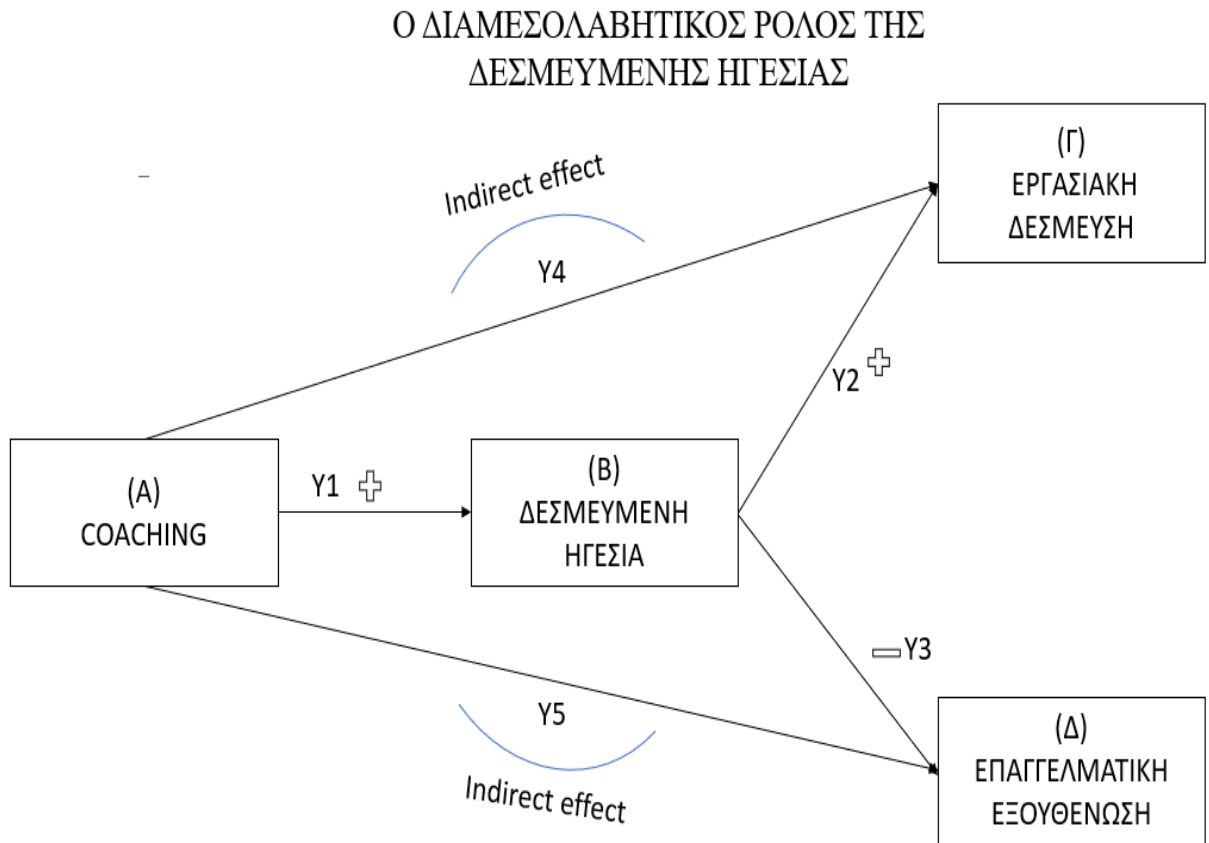 Ο ΔΙΑΜΕΣΟΛΑΒΗΤΙΚΟΣ ΡΟΛΟΣ ΤΗΣ
ΔΕΣΜΕΥΜΕΝΗΣ ΗΓΕΣΙΑΣ
(Γ)
ΕΡΓΑΣΙΑΚΗ
ΔΕΣΜΕΥΣΗ
Indirect effect
Υ4
Υ2
(Α)
COACHING
Υ1
(Β)
ΔΕΣΜΕΥΜΕΝΗ
ΗΓΕΣΙΑ
Υ3
Υ5
Indirect effect
(Δ)
ΕΠΑΓΓΕΛΜΑΤΙΚΗ
ΕΞΟΥΘΕΝΩΣΗ